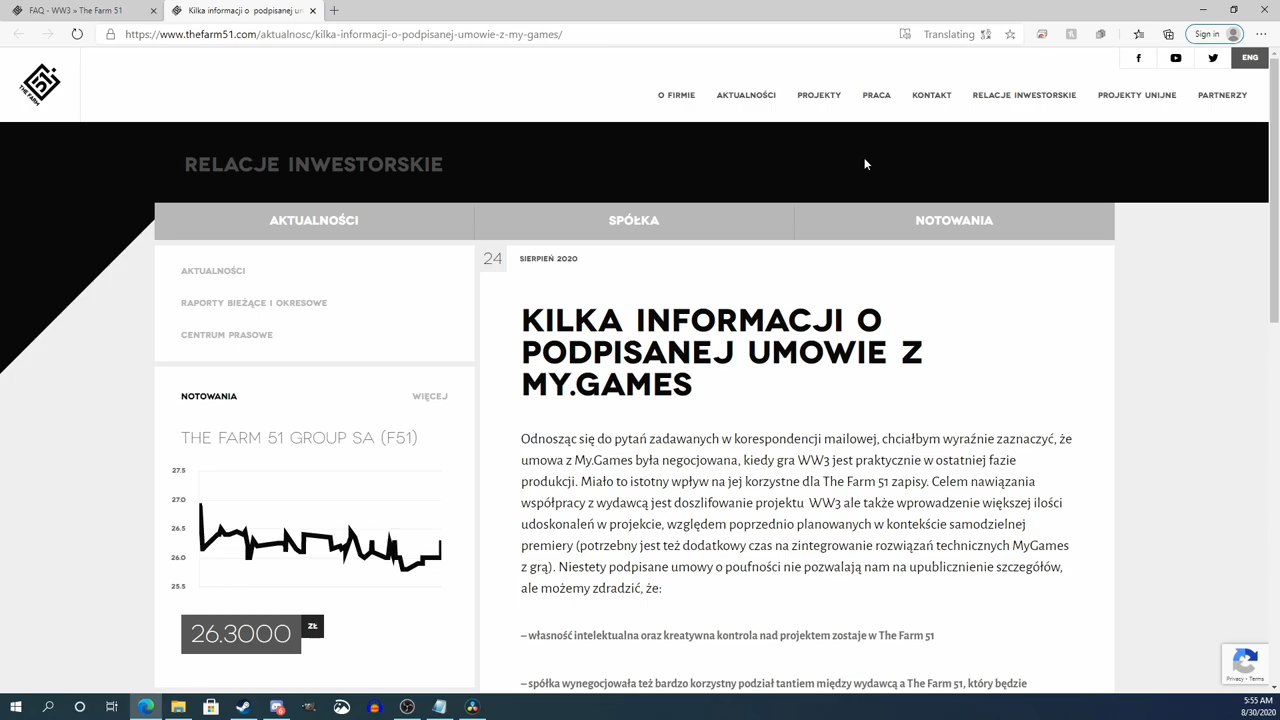 FAQ - WW3 » The Farm 51
Kilka informacji o podpisanej um
https://www.thefarm51.com/aktualnosc/kilka-informacji-o-podpisanej-umowie-z-my-games/
Translating
Sign in
ENG
THE FARM 51
O FIRMIE
AKTUALNOŚCI
PROJEKTY
PRACA
KONTAKT
RELACJE INWESTORSKIE
PROJEKTY UNIJNE
PARTNERZY
RELACJE INWESTORSKIE
AKTUALNOŚCI
SPÓŁKA
NOTOWANIA
AKTUALNOŚCI
RAPORTY BIEŻĄCE I OKRESOWE
CENTRUM PRASOWE
NOTOWANIA
WIĘCEJ
THE FARM 51 GROUP SA (F51)
27.5
27.0
26.5
26.0
25.5
26.3000
ZŁ
24
SIERPIEŃ 2020
KILKA INFORMACJI O
PODPISANEJ UMOWIE Z
MY.GAMES
Odnosząc się do pytań zadawanych w korespondencji mailowej, chciałbym wyraźnie zaznaczyć, że
umowa z My.Games była negocjowana, kiedy gra WW3 jest praktycznie w ostatniej fazie
produkcji. Miało to istotny wpływ na jej korzystne dla The Farm 51 zapisy. Celem nawiązania
współpracy z wydawcą jest doszlifowanie projektu WW3 ale także wprowadzenie większej ilości
udoskonaleń w projekcie, względem poprzednio planowanych w kontekście samodzielnej
premiery (potrzebny jest też dodatkowy czas na zintegrowanie rozwiązań technicznych MyGames
z grą). Niestety podpisane umowy o poufności nie pozwalają nam na upublicznienie szczegółów,
ale możemy zdradzić, że:
– własność intelektualna oraz kreatywna kontrola nad projektem zostaje w The Farm 51
– spółka wynegocjowała też bardzo korzystny podział tantiem między wydawcą a The Farm 51, który będzie
Privacy - Terms
5:55 AM
8/30/2020